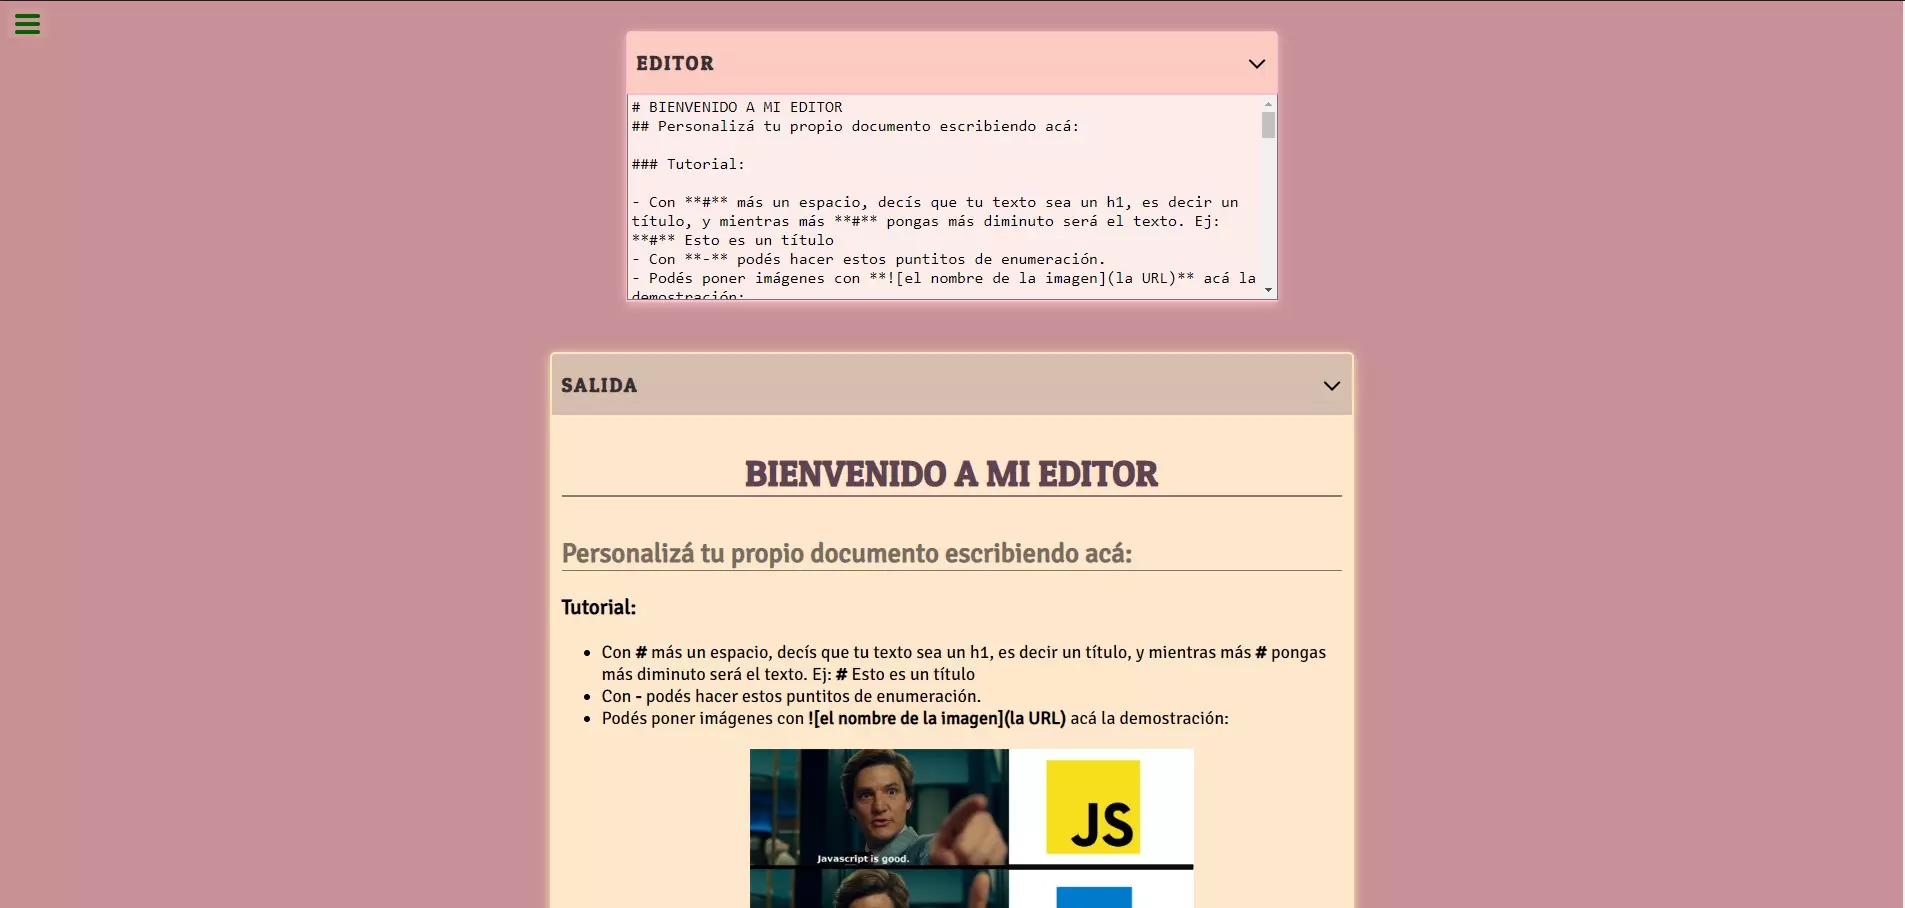 EDITOR
# BIENVENIDO A MI EDITOR
## Personalizá tu propio documento escribiendo acá:
### Tutorial:
- Con **#** más un espacio, decís que tu texto sea un h1, es decir un
título, y mientras más **#** pongas más diminuto será el texto. Ej:
**#** Esto es un título
- Con **-** podés hacer estos puntitos de enumeración.
- Podés poner imágenes con **![el nombre de la imagen](la URL)** acá la
demostración:
SALIDA
BIENVENIDO A MI EDITOR
Personalizá tu propio documento escribiendo acá:
Tutorial:
• Con # más un espacio, decís que tu texto sea un h1, es decir un título, y mientras más # pongas
más diminuto será el texto. Ej: # Esto es un título
• Con - podés hacer estos puntitos de enumeración.
• Podés poner imágenes con ![el nombre de la imagen](la URL) acá la demostración:
JS
Javascript is good.